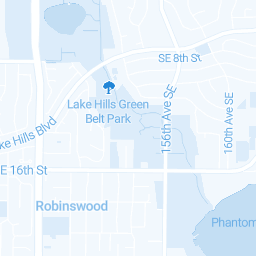 SE 8th St
Lake Hills Green
Belt Park
ke Hills Blvd
156th Ave SE
160th Ave SE
E 16th St
Robinswood
Phantom